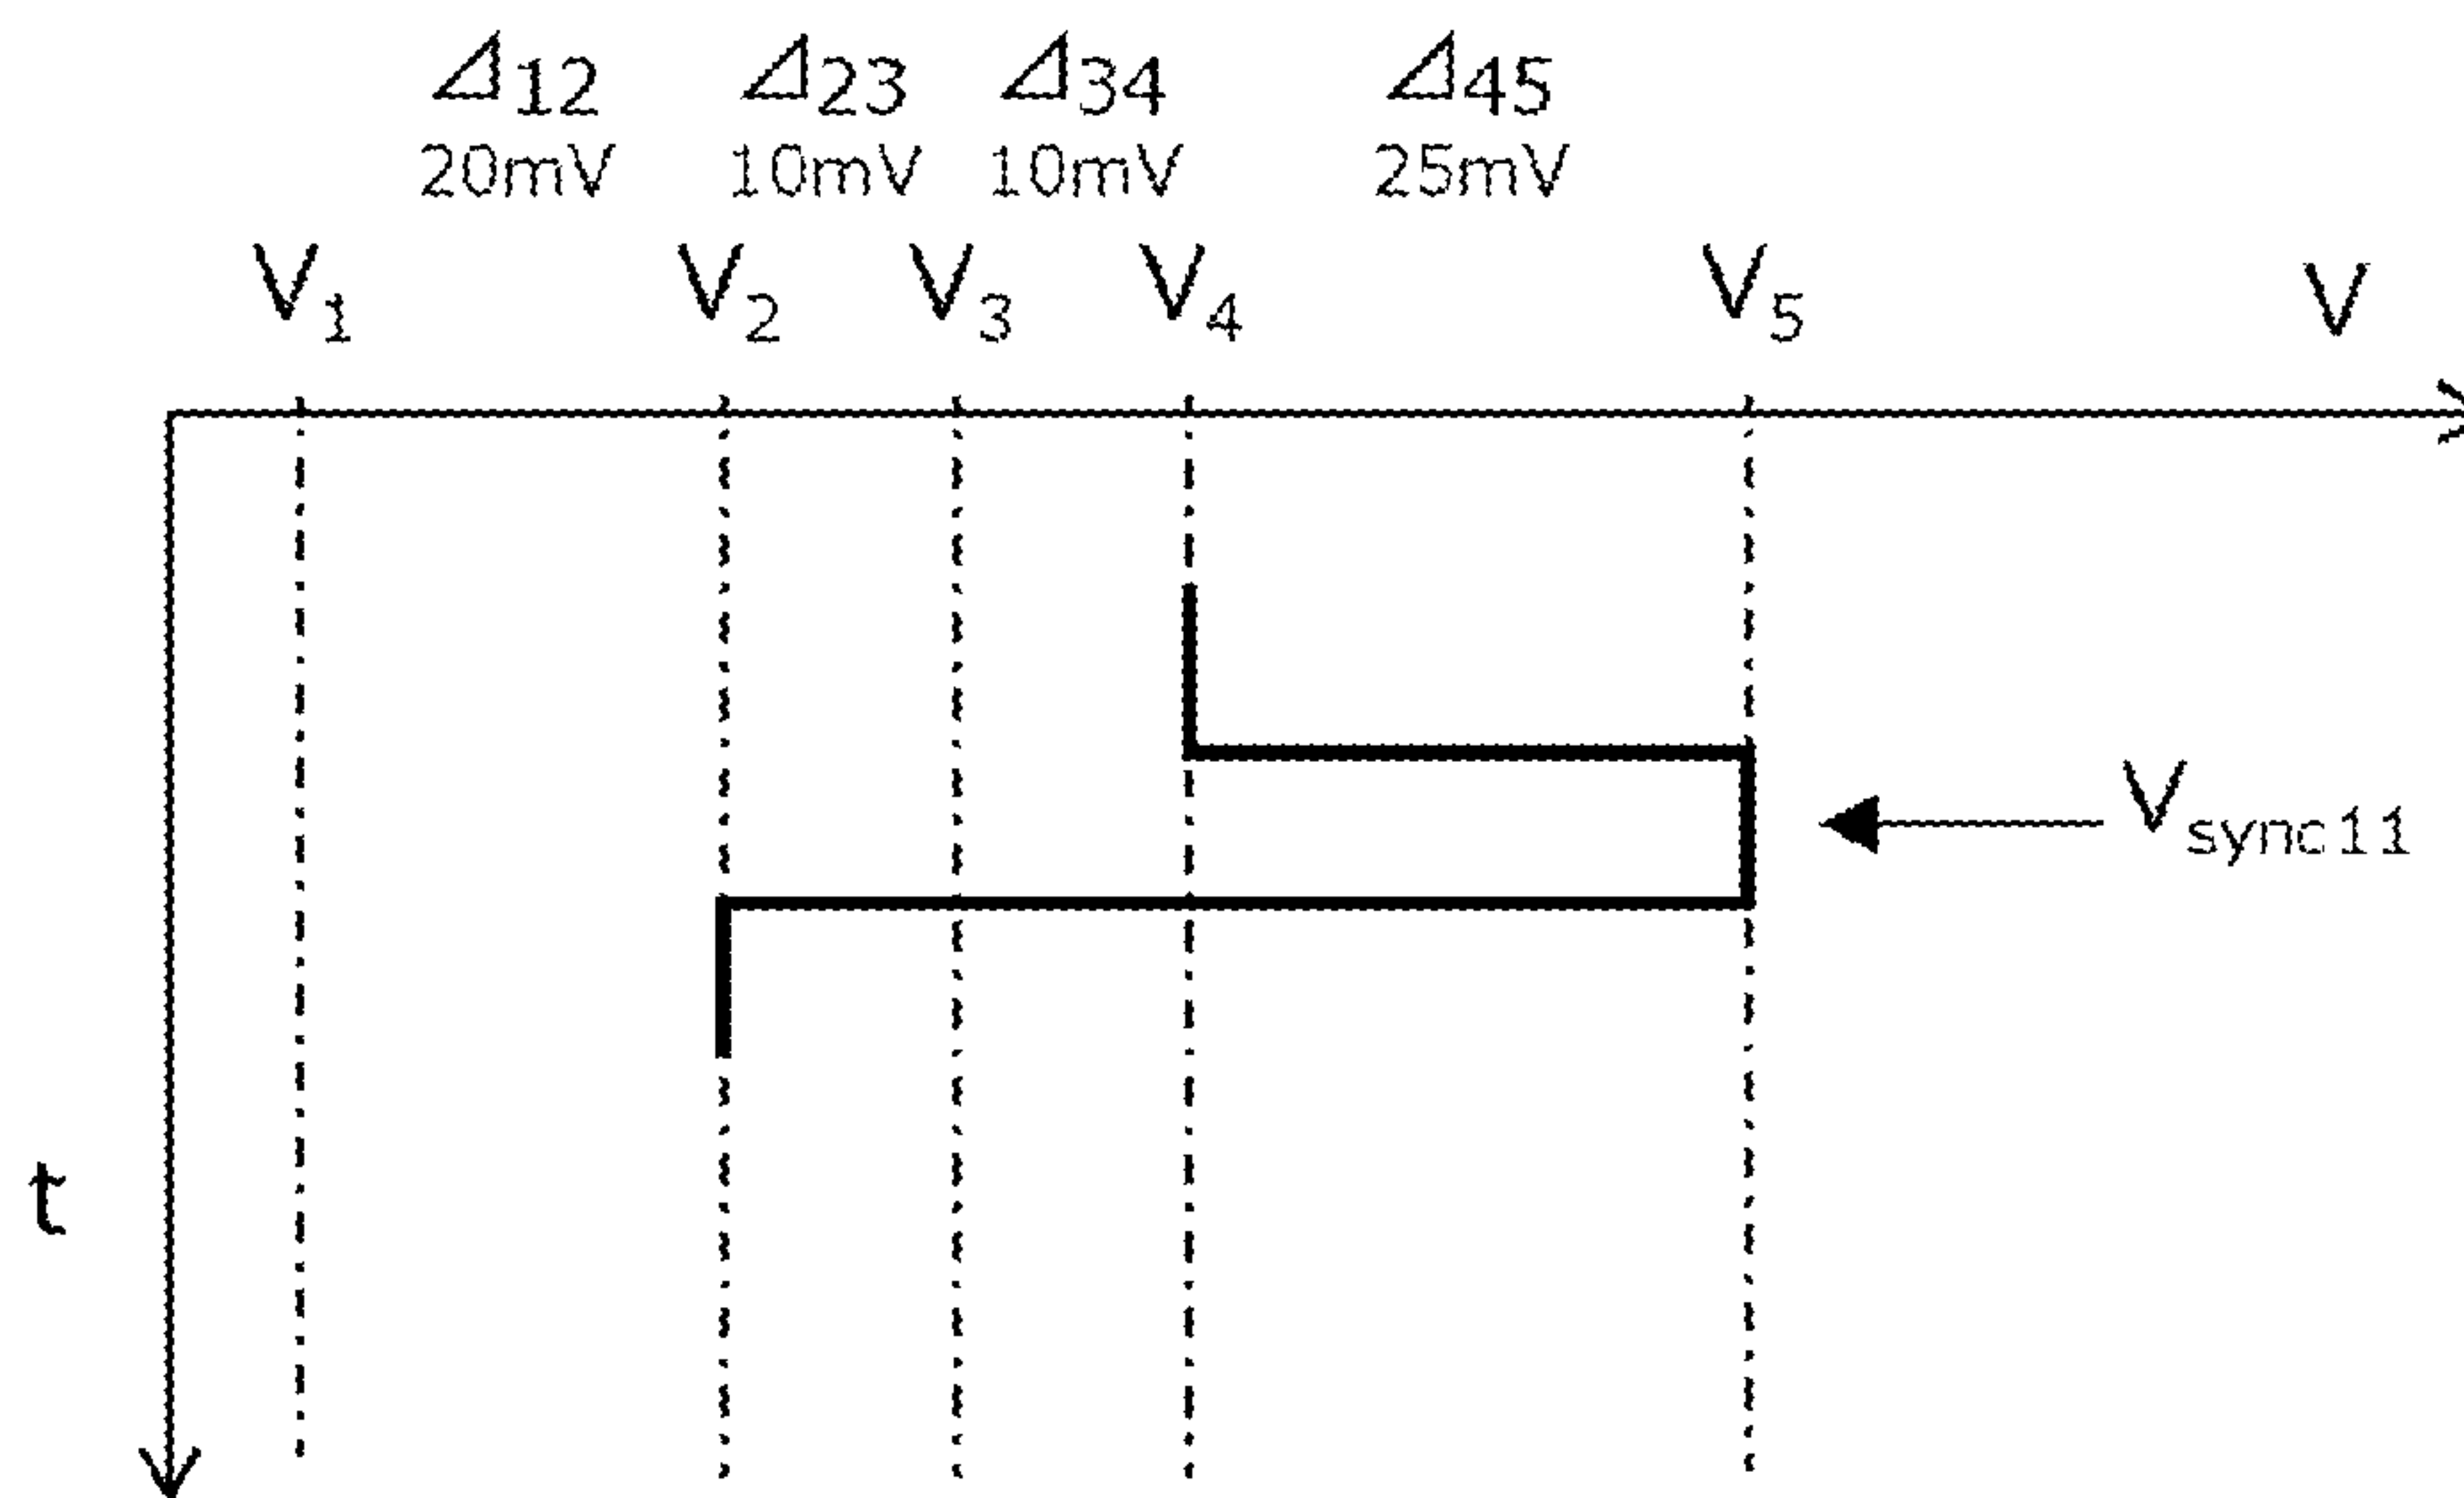 Δ12 Δ23 Δ34 Δ45
20mV 10mV 10mV 25mV
V1 V2 V3 V4 V5 V
Vsync11
t